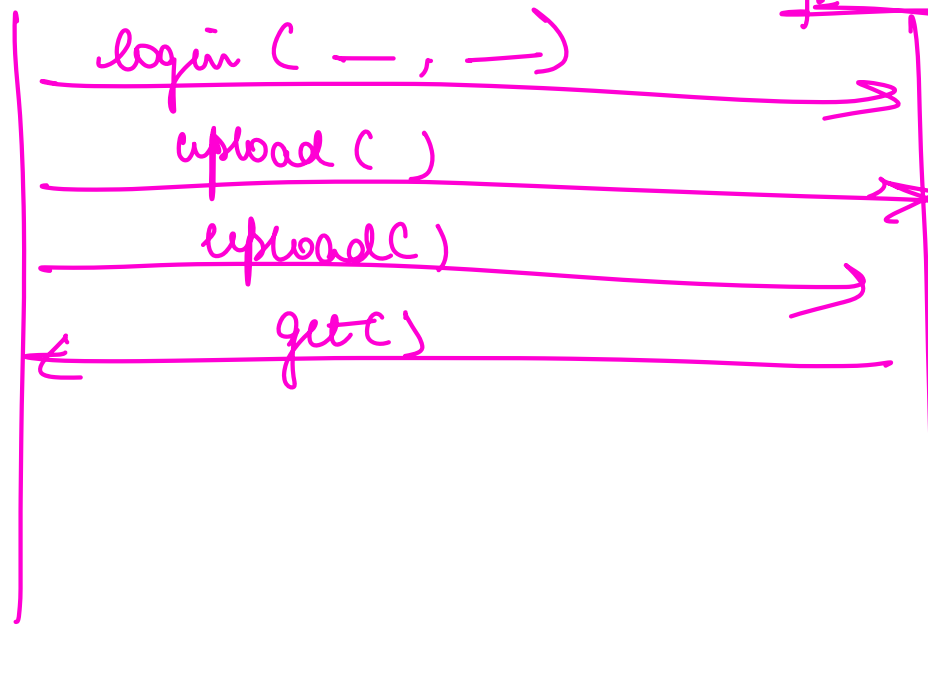 login ( — , — )
upload ( )
upload( )
get( )